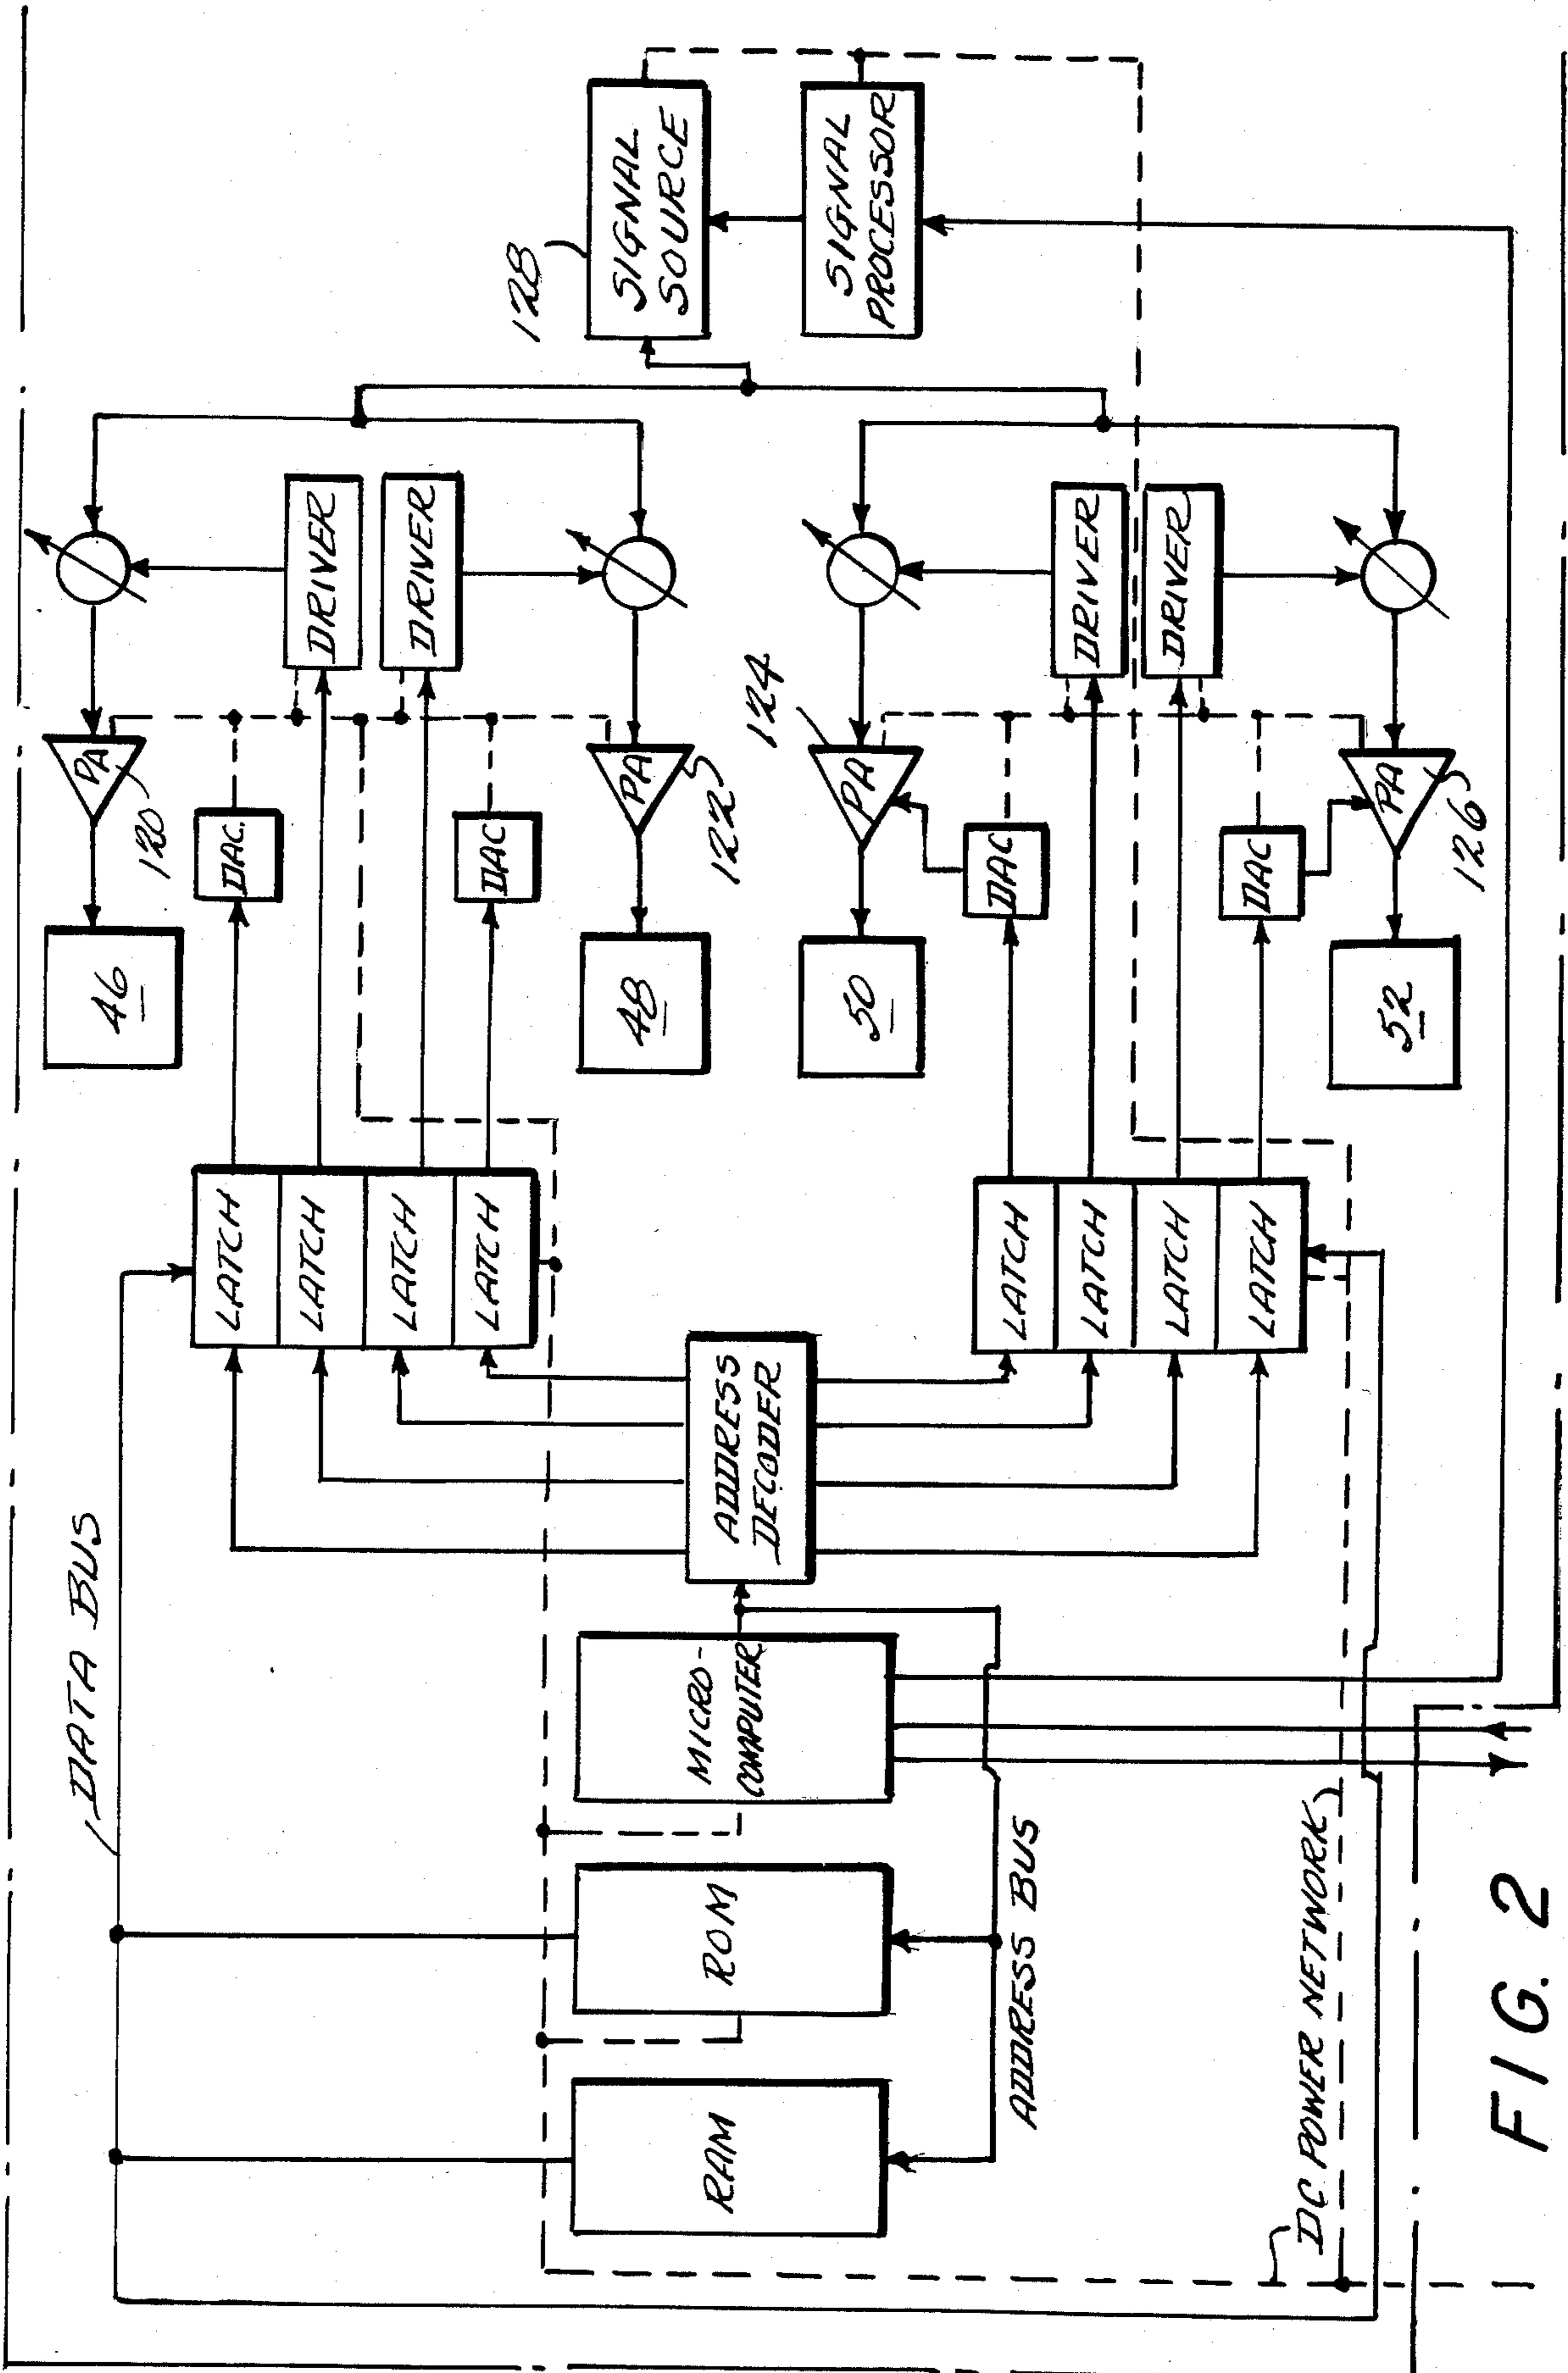 DATA BUS
RAM
ROM
MICRO-
COMPUTER
ADDRESS BUS
DC POWER NETWORK
ADDRESS
DECODER
LATCH
LATCH
LATCH
LATCH
LATCH
LATCH
LATCH
LATCH
46
48
50
52
DAC.
DAC
DAC
DAC
PA
120
PA
122
PA
124
PA
126
DRIVER
DRIVER
DRIVER
DRIVER
128
SIGNAL
SOURCE
SIGNAL
PROCESSOR
FIG. 2